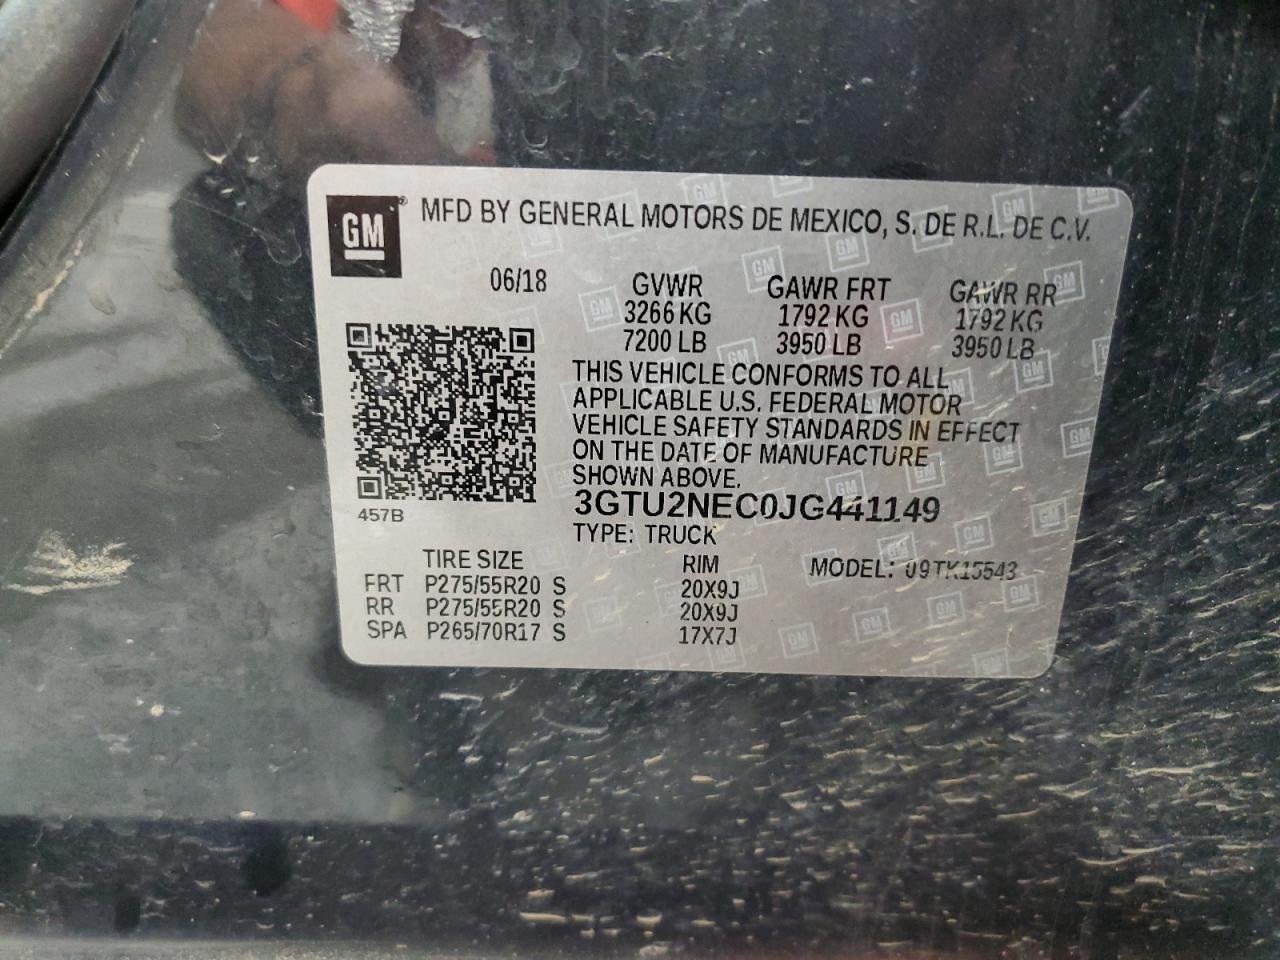 GM ® MFD BY GENERAL MOTORS DE MEXICO, S. DE R.L. DE C.V.
06/18 GVWR GAWR FRT GAWR RR
3266 KG 1792 KG 1792 KG
7200 LB 3950 LB 3950 LB
THIS VEHICLE CONFORMS TO ALL
APPLICABLE U.S. FEDERAL MOTOR
VEHICLE SAFETY STANDARDS IN EFFECT
ON THE DATE OF MANUFACTURE
SHOWN ABOVE.
457B 3GTU2NEC0JG441149
TYPE: TRUCK
TIRE SIZE RIM MODEL: 09TK15543
FRT P275/55R20 S 20X9J
RR P275/55R20 S 20X9J
SPA P265/70R17 S 17X7J